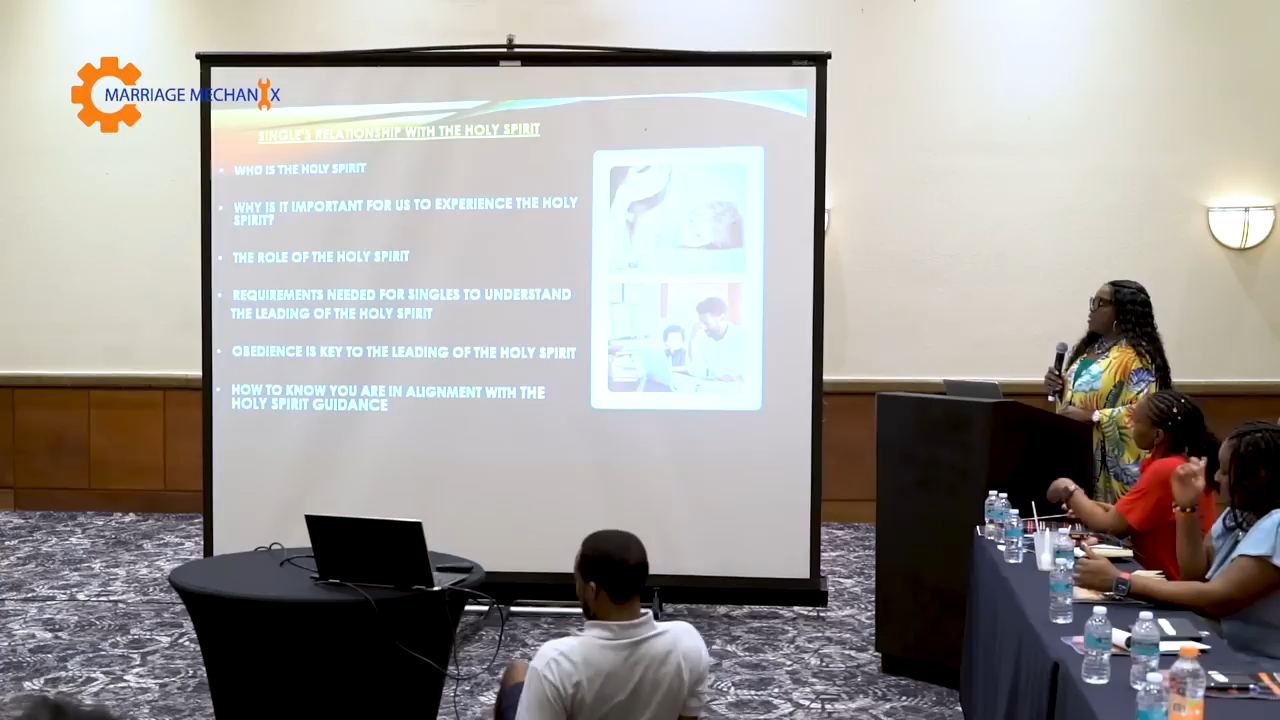 MARRIAGE MECHANIX
SINGLE'S RELATIONSHIP WITH THE HOLY SPIRIT
• WHO IS THE HOLY SPIRIT
• WHY IS IT IMPORTANT FOR US TO EXPERIENCE THE HOLY
SPIRIT?
• THE ROLE OF THE HOLY SPIRIT
• REQUIREMENTS NEEDED FOR SINGLES TO UNDERSTAND
THE LEADING OF THE HOLY SPIRIT
• OBEDIENCE IS KEY TO THE LEADING OF THE HOLY SPIRIT
• HOW TO KNOW YOU ARE IN ALIGNMENT WITH THE
HOLY SPIRIT GUIDANCE